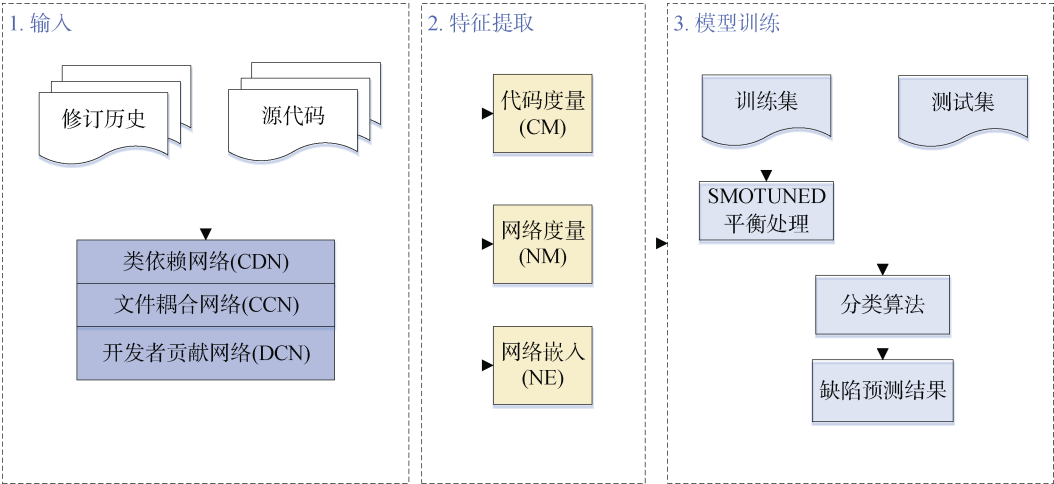 1. 输入
修订历史
源代码
类依赖网络(CDN)
文件耦合网络(CCN)
开发者贡献网络(DCN)
2. 特征提取
代码度量
(CM)
网络度量
(NM)
网络嵌入
(NE)
3. 模型训练
训练集
测试集
SMOTUNED
平衡处理
分类算法
缺陷预测结果